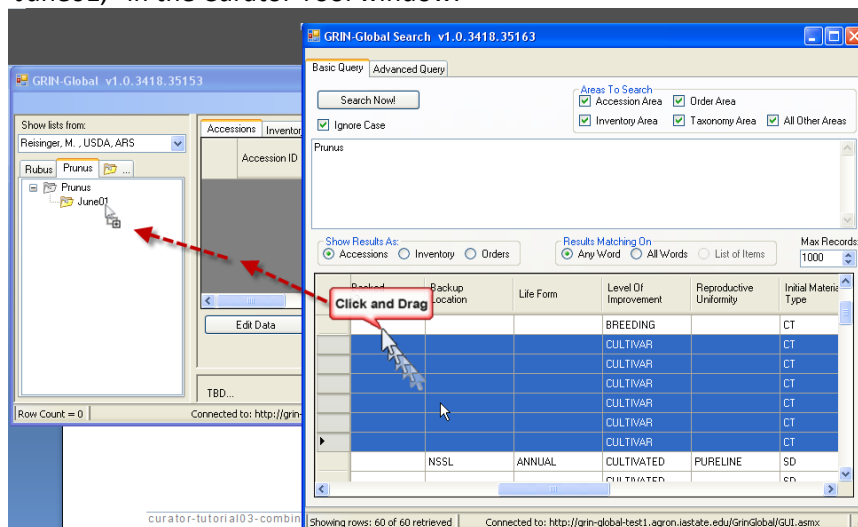 June01, in the Curator Tool window.
GRIN-Global v1.0.3418.35153
Show lists from:
Reisinger, M. , USDA, ARS
Rubus Prunus ...
Prunus
June01
Accessions Inventor
Accession ID
Edit Data
TBD...
Row Count = 0 Connected to: http://grin-
GRIN-Global Search v1.0.3418.35163
Basic Query Advanced Query
Search Now!
Ignore Case
Areas To Search
Accession Area Order Area
Inventory Area Taxonomy Area All Other Areas
Prunus
Show Results As:
Accessions Inventory Orders
Results Matching On
Any Word All Words List of Items
Max Records:
1000
Backup Location Life Form Level Of Improvement Reproductive Uniformity Initial Materia Type
Click and Drag
BREEDING CT
CULTIVAR CT
CULTIVAR CT
CULTIVAR CT
CULTIVAR CT
CULTIVAR CT
CULTIVAR CT
NSSL ANNUAL CULTIVATED PURELINE SD
CULTIVATED SD
Showing rows: 60 of 60 retrieved Connected to: http://grin-global-test1.agron.iastate.edu/GrinGlobal/GUI.asmx
curator-tutorial03-combin